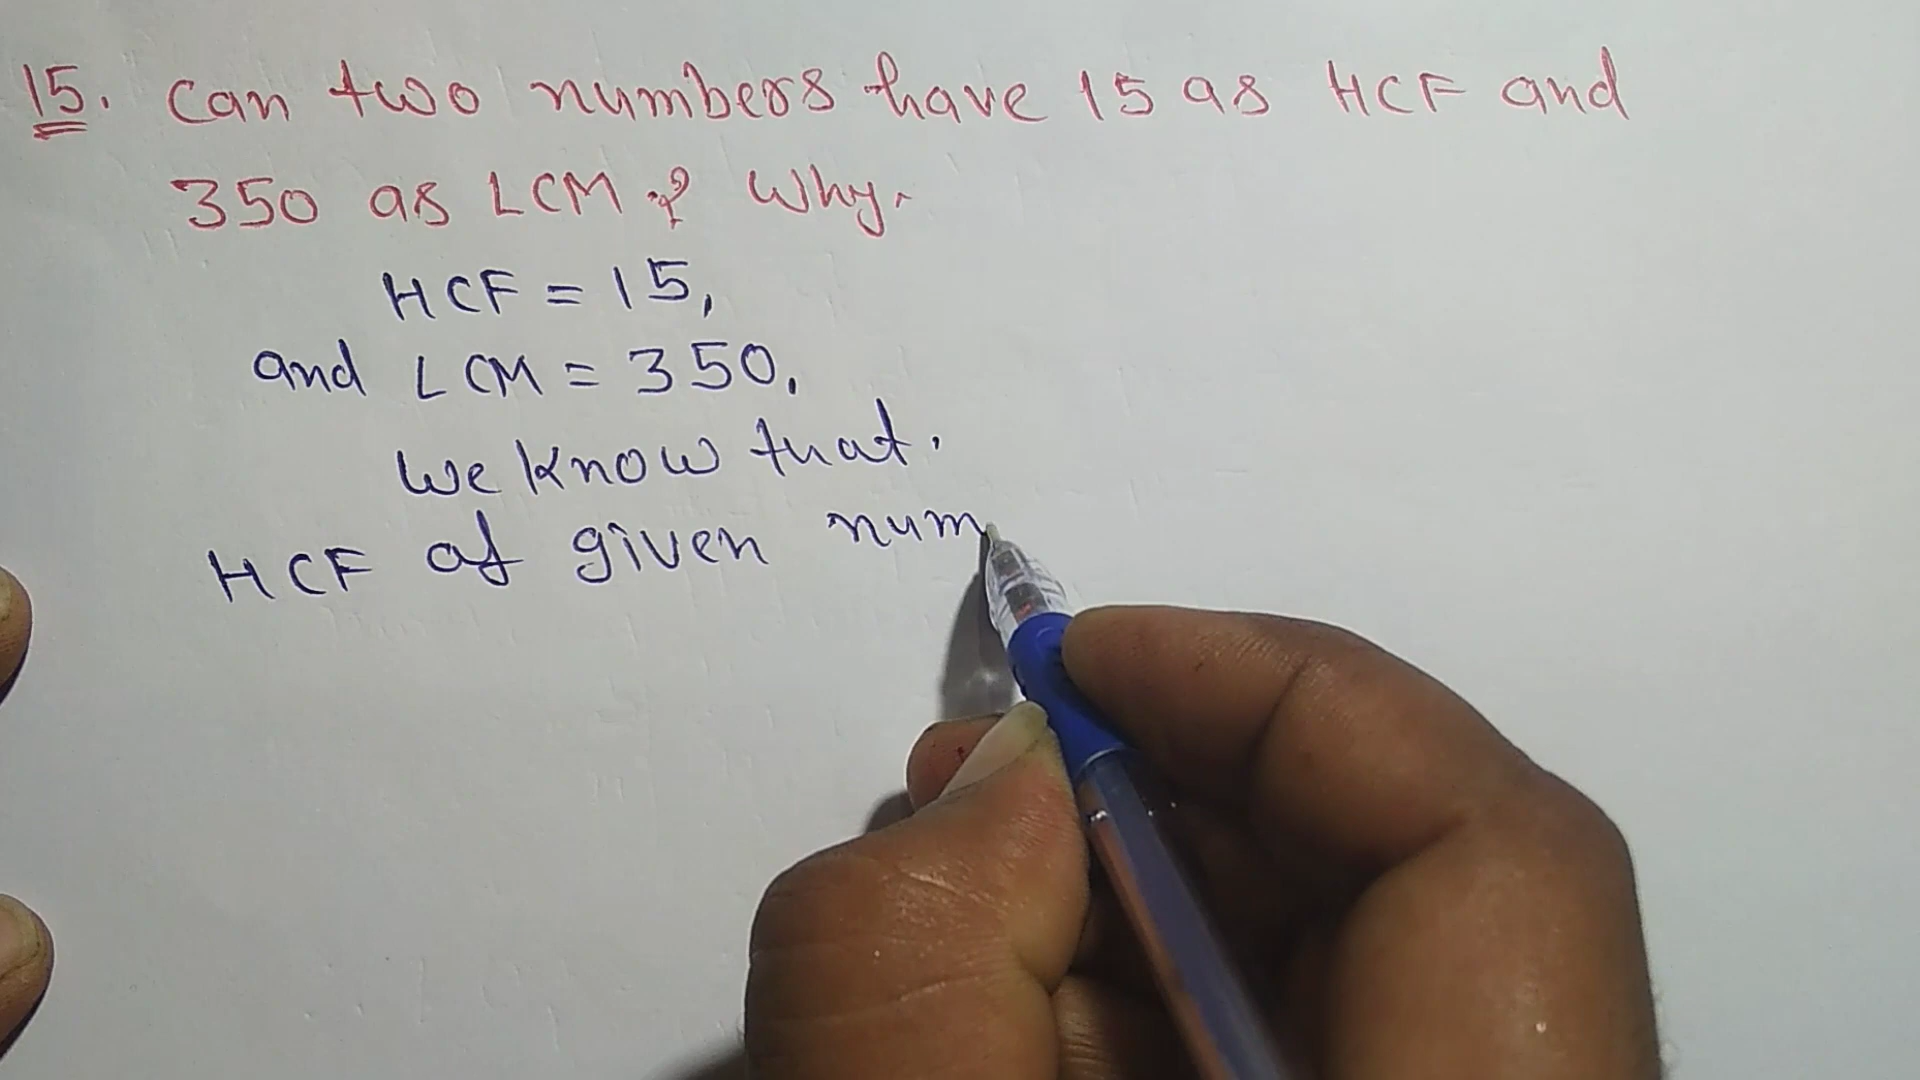 15. Can two numbers have 15 as HCF and
350 as LCM ? Why.
HCF = 15,
and LCM = 350.
We know that.
HCF of given num